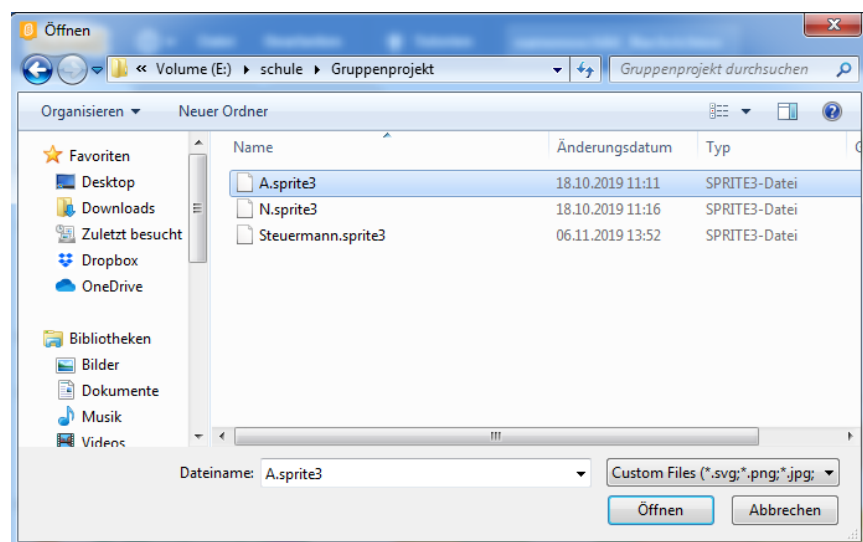 Öffnen
« Volume (E:) ▸ schule ▸ Gruppenprojekt
Gruppenprojekt durchsuchen
Organisieren ▾ Neuer Ordner
Name Änderungsdatum Typ
Favoriten
Desktop
Downloads
Zuletzt besucht
Dropbox
OneDrive
Bibliotheken
Bilder
Dokumente
Musik
Videos
A.sprite3 18.10.2019 11:11 SPRITE3-Datei
N.sprite3 18.10.2019 11:16 SPRITE3-Datei
Steuermann.sprite3 06.11.2019 13:52 SPRITE3-Datei
Dateiname: A.sprite3
Custom Files (*.svg;*.png;*.jpg;
Öffnen Abbrechen